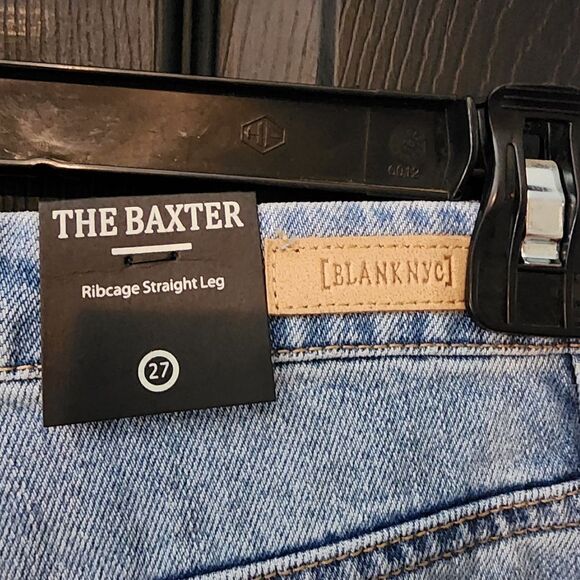 THE BAXTER
Ribcage Straight Leg
27
[BLANKNYC]